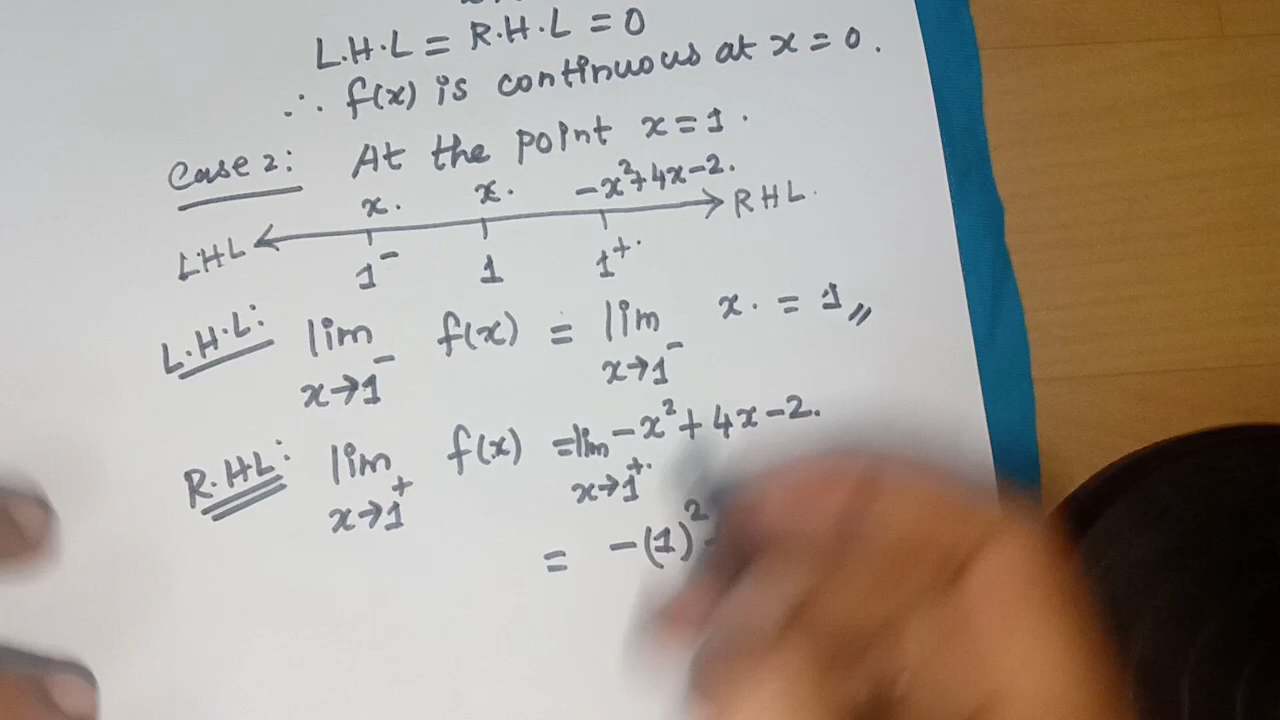 L.H.L = R.H.L = 0
∴ f(x) is continuous at x = 0.
Case 2: At the point x = 1.
x. x. -x²+4x-2.
LHL RHL.
1⁻ 1 1⁺.
L.H.L: lim x→1⁻ f(x) = lim x→1⁻ x. = 1,,
R.H.L: lim x→1⁺ f(x) = lim x→1⁺. -x²+4x-2.
= -(1)²